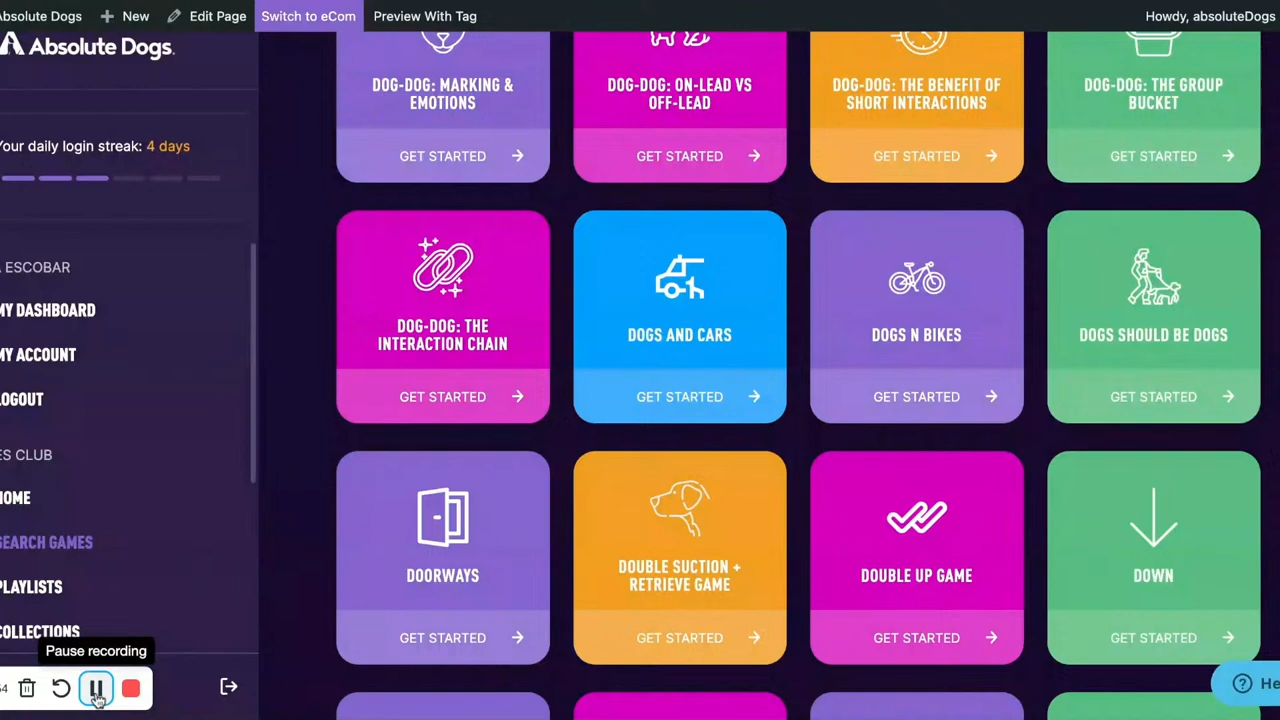 Absolute Dogs
New
Edit Page
Switch to eCom
Preview With Tag
Howdy, absoluteDogs
Absolute Dogs.
Your daily login streak: 4 days
ESCOBAR
MY DASHBOARD
MY ACCOUNT
LOGOUT
ES CLUB
HOME
SEARCH GAMES
PLAYLISTS
COLLECTIONS
Pause recording
DOG-DOG: MARKING &
EMOTIONS
GET STARTED
DOG-DOG: ON-LEAD VS
OFF-LEAD
GET STARTED
DOG-DOG: THE BENEFIT OF
SHORT INTERACTIONS
GET STARTED
DOG-DOG: THE GROUP
BUCKET
GET STARTED
DOG-DOG: THE
INTERACTION CHAIN
GET STARTED
DOGS AND CARS
GET STARTED
DOGS N BIKES
GET STARTED
DOGS SHOULD BE DOGS
GET STARTED
DOORWAYS
GET STARTED
DOUBLE SUCTION +
RETRIEVE GAME
GET STARTED
DOUBLE UP GAME
GET STARTED
DOWN
GET STARTED
He